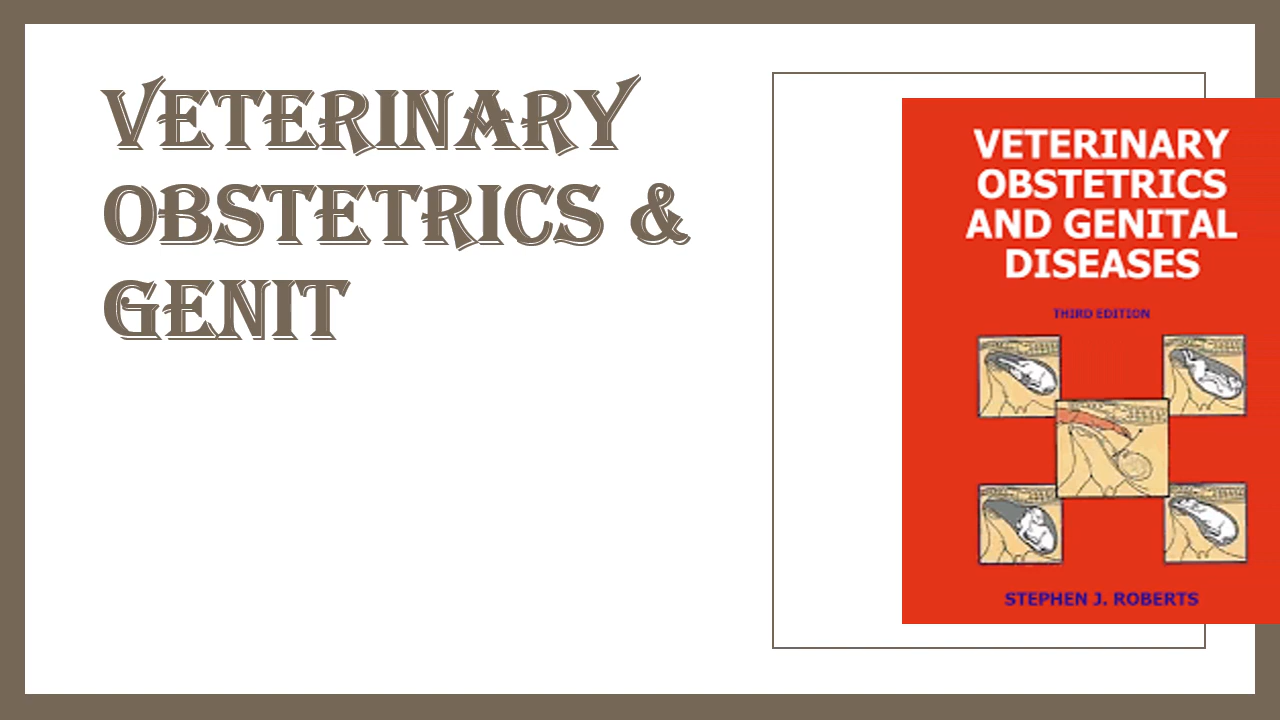 VETERINARY
OBSTETRICS &
GENIT
VETERINARY
OBSTETRICS
AND GENITAL
DISEASES
THIRD EDITION
STEPHEN J. ROBERTS